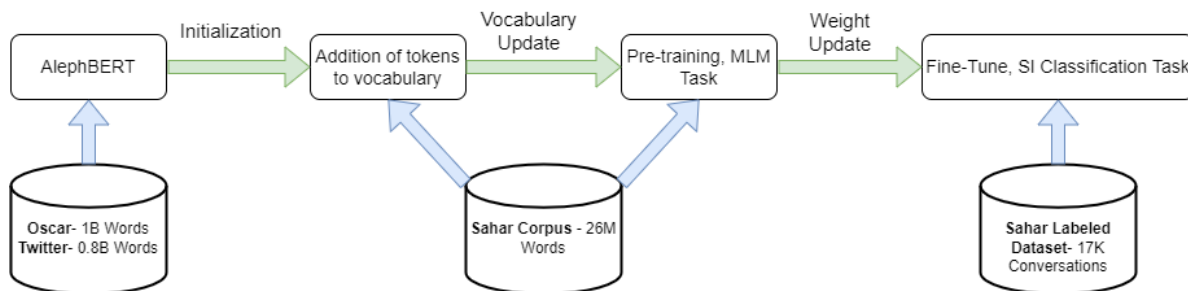 Initialization
Vocabulary
Update
Weight
Update
AlephBERT
Addition of tokens
to vocabulary
Pre-training, MLM
Task
Fine-Tune, SI Classification Task
Oscar- 1B Words
Twitter- 0.8B Words
Sahar Corpus - 26M
Words
Sahar Labeled
Dataset- 17K
Conversations